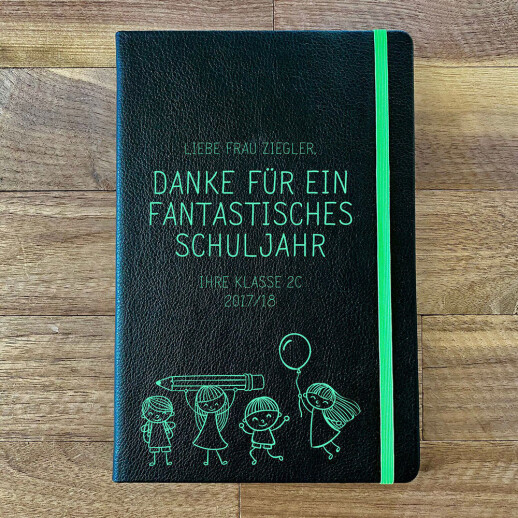 LIEBE FRAU ZIEGLER,
DANKE FÜR EIN
FANTASTISCHES
SCHULJAHR
IHRE KLASSE 2C
2017/18